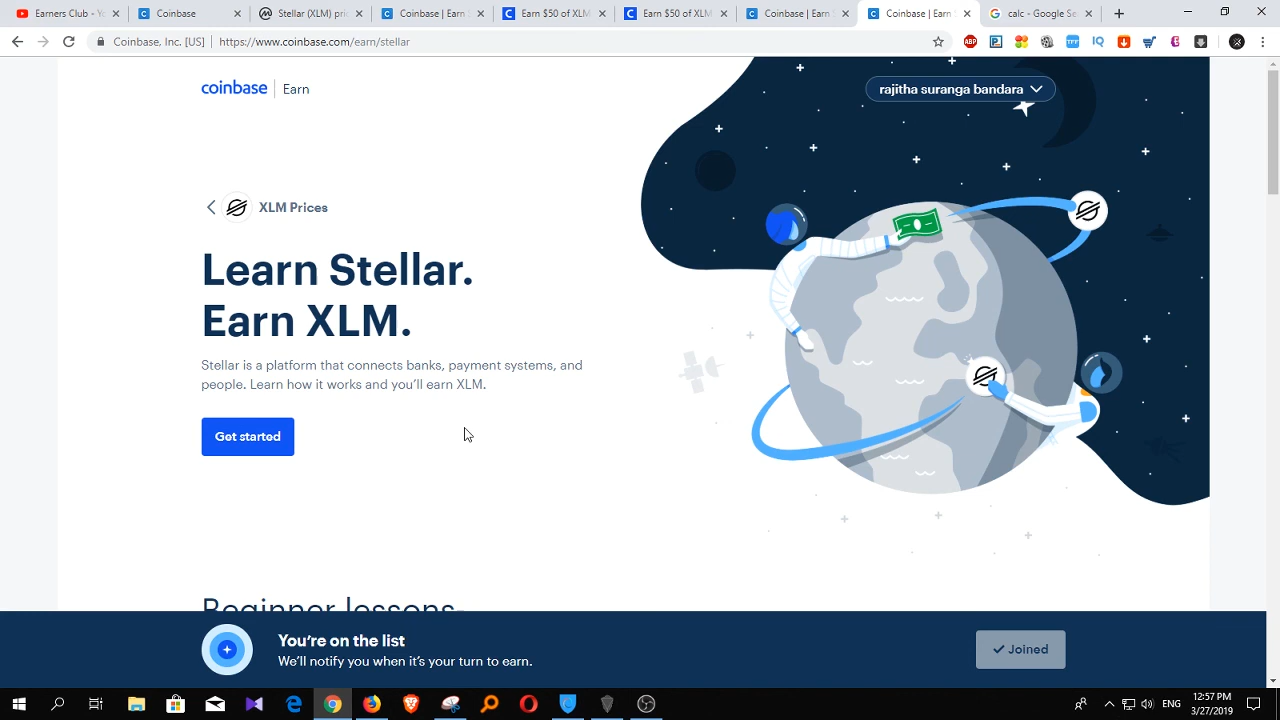 Earners Club - Yo
Coinbase
Stellar (XLM) pric
Coinbase | Earn S
Earn $50 of XLM
Earn $50 of XLM
Coinbase | Earn S
Coinbase | Earn S
calc - Google Se
Coinbase, Inc. [US]
https://www.coinbase.com/earn/stellar
ABP
IQ
coinbase
Earn
rajitha suranga bandara
XLM Prices
Learn Stellar.
Earn XLM.
Stellar is a platform that connects banks, payment systems, and
people. Learn how it works and you'll earn XLM.
Get started
Beginner lessons
You're on the list
We'll notify you when it's your turn to earn.
Joined
ENG
12:57 PM
3/27/2019